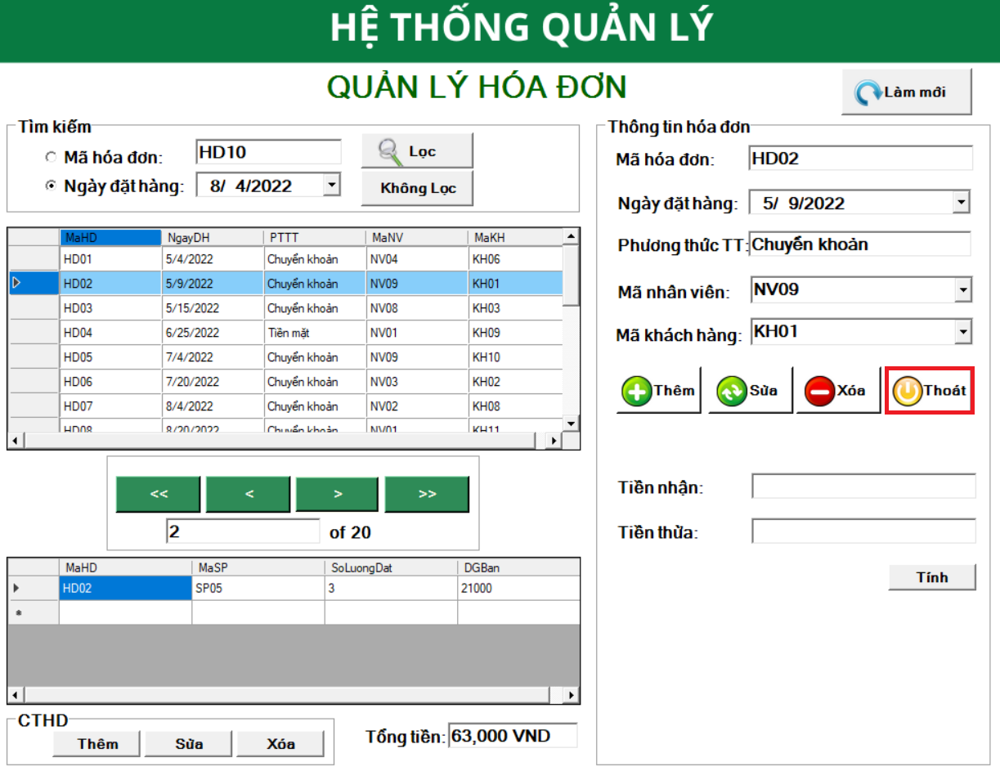 HỆ THỐNG QUẢN LÝ
QUẢN LÝ HÓA ĐƠN
Làm mới
Tìm kiếm
Mã hóa đơn: HD10
Lọc
Ngày đặt hàng: 8/ 4/2022
Không Lọc
MaHD NgayDH PTTT MaNV MaKH
HD01 5/4/2022 Chuyển khoản NV04 KH06
HD02 5/9/2022 Chuyển khoản NV09 KH01
HD03 5/15/2022 Chuyển khoản NV08 KH03
HD04 6/25/2022 Tiền mặt NV01 KH09
HD05 7/4/2022 Chuyển khoản NV09 KH10
HD06 7/20/2022 Chuyển khoản NV03 KH02
HD07 8/4/2022 Chuyển khoản NV02 KH08
HD08 8/20/2022 Chuyển khoản NV01 KH11
<< < > >>
2 of 20
MaHD MaSP SoLuongDat DGBan
HD02 SP05 3 21000
*
CTHD
Thêm Sửa Xóa
Tổng tiền: 63,000 VND
Thông tin hóa đơn
Mã hóa đơn: HD02
Ngày đặt hàng: 5/ 9/2022
Phương thức TT: Chuyển khoản
Mã nhân viên: NV09
Mã khách hàng: KH01
Thêm Sửa Xóa Thoát
Tiền nhận:
Tiền thừa:
Tính